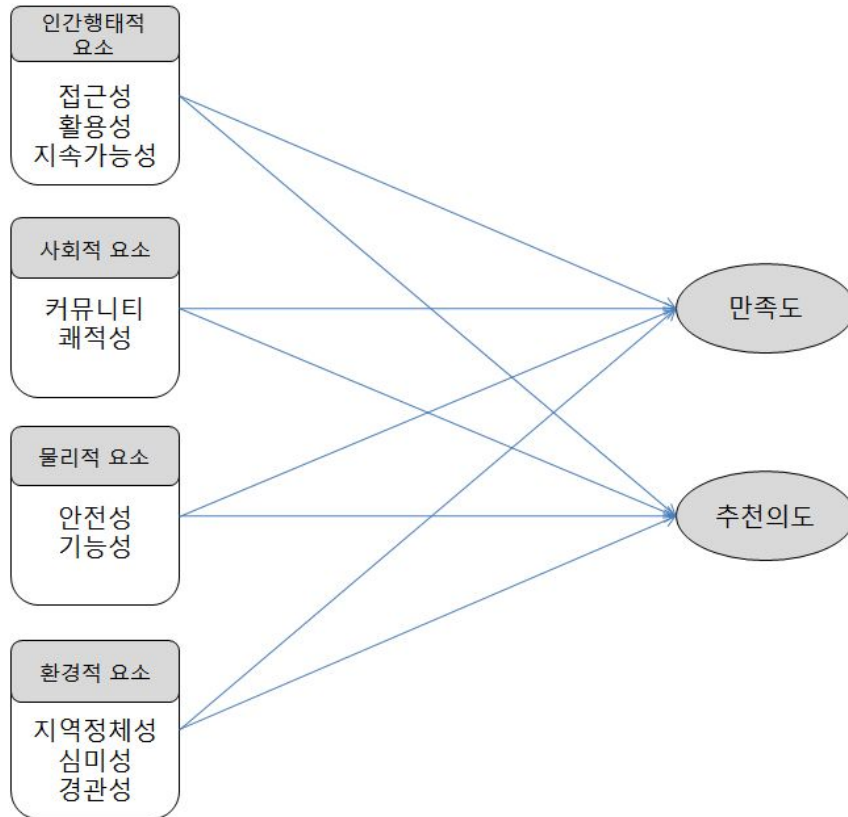 인간행태적
요소
접근성
활용성
지속가능성
사회적 요소
커뮤니티
쾌적성
만족도
물리적 요소
안전성
기능성
추천의도
환경적 요소
지역정체성
심미성
경관성